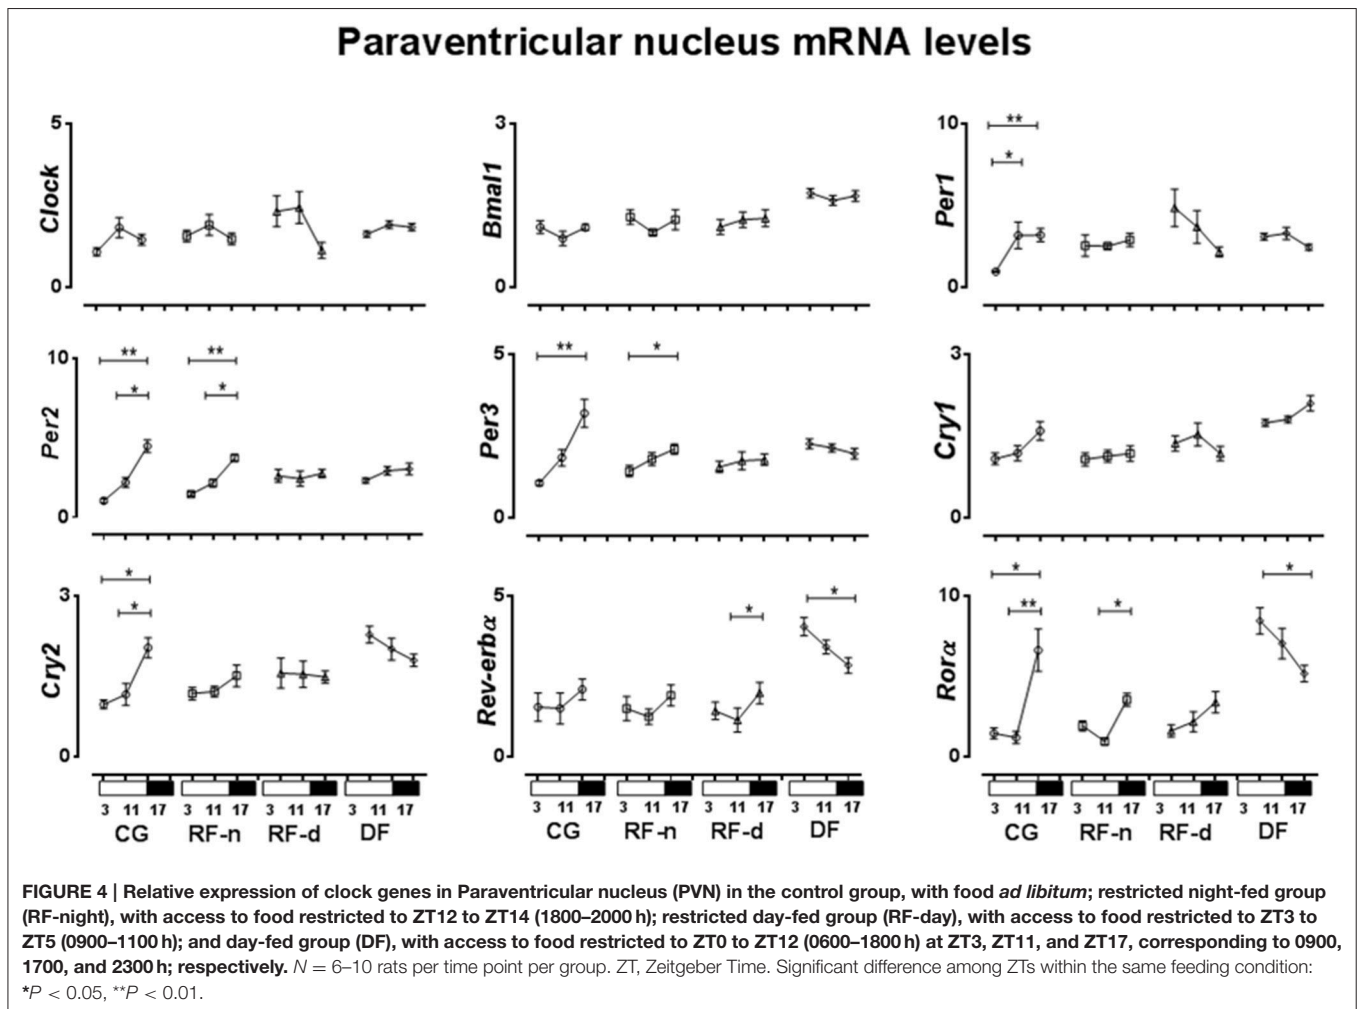 Paraventricular nucleus mRNA levels
5
Clock
0
3
Bmal1
0
10
Per1
0
**
*
10
Per2
0
**
*
**
*
5
Per3
0
**
*
3
Cry1
0
3
Cry2
0
*
*
5
Rev-erbα
0
*
*
10
Rorα
0
*
**
*
*
3 11 17 3 11 17 3 11 17 3 11 17
CG RF-n RF-d DF
3 11 17 3 11 17 3 11 17 3 11 17
CG RF-n RF-d DF
3 11 17 3 11 17 3 11 17 3 11 17
CG RF-n RF-d DF
FIGURE 4 | Relative expression of clock genes in Paraventricular nucleus (PVN) in the control group, with food ad libitum; restricted night-fed group
(RF-night), with access to food restricted to ZT12 to ZT14 (1800–2000 h); restricted day-fed group (RF-day), with access to food restricted to ZT3 to
ZT5 (0900–1100 h); and day-fed group (DF), with access to food restricted to ZT0 to ZT12 (0600–1800 h) at ZT3, ZT11, and ZT17, corresponding to 0900,
1700, and 2300 h; respectively. N = 6–10 rats per time point per group. ZT, Zeitgeber Time. Significant difference among ZTs within the same feeding condition:
*P < 0.05, **P < 0.01.